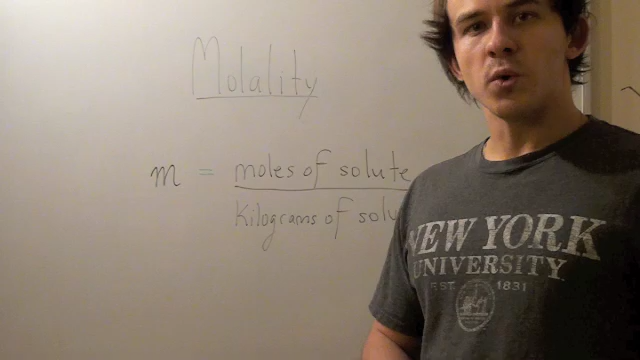 Molality
m = moles of solute
kilograms of
NEW YORK
UNIVERSITY
EST. 1831